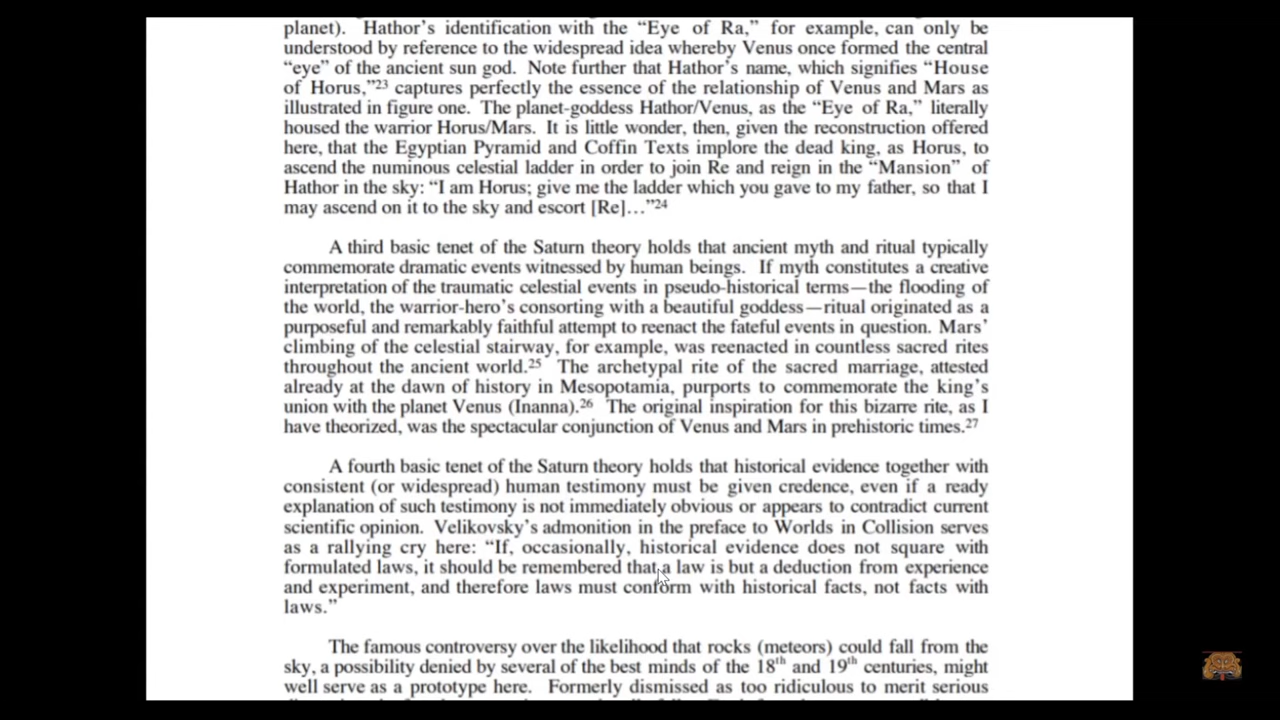 planet). Hathor's identification with the “Eye of Ra,” for example, can only be
understood by reference to the widespread idea whereby Venus once formed the central
“eye” of the ancient sun god. Note further that Hathor's name, which signifies “House
of Horus,”23 captures perfectly the essence of the relationship of Venus and Mars as
illustrated in figure one. The planet-goddess Hathor/Venus, as the “Eye of Ra,” literally
housed the warrior Horus/Mars. It is little wonder, then, given the reconstruction offered
here, that the Egyptian Pyramid and Coffin Texts implore the dead king, as Horus, to
ascend the numinous celestial ladder in order to join Re and reign in the “Mansion” of
Hathor in the sky: “I am Horus; give me the ladder which you gave to my father, so that I
may ascend on it to the sky and escort [Re]…”24
A third basic tenet of the Saturn theory holds that ancient myth and ritual typically
commemorate dramatic events witnessed by human beings. If myth constitutes a creative
interpretation of the traumatic celestial events in pseudo-historical terms—the flooding of
the world, the warrior-hero's consorting with a beautiful goddess—ritual originated as a
purposeful and remarkably faithful attempt to reenact the fateful events in question. Mars'
climbing of the celestial stairway, for example, was reenacted in countless sacred rites
throughout the ancient world.25 The archetypal rite of the sacred marriage, attested
already at the dawn of history in Mesopotamia, purports to commemorate the king's
union with the planet Venus (Inanna).26 The original inspiration for this bizarre rite, as I
have theorized, was the spectacular conjunction of Venus and Mars in prehistoric times.27
A fourth basic tenet of the Saturn theory holds that historical evidence together with
consistent (or widespread) human testimony must be given credence, even if a ready
explanation of such testimony is not immediately obvious or appears to contradict current
scientific opinion. Velikovsky's admonition in the preface to Worlds in Collision serves
as a rallying cry here: “If, occasionally, historical evidence does not square with
formulated laws, it should be remembered that a law is but a deduction from experience
and experiment, and therefore laws must conform with historical facts, not facts with
laws.”
The famous controversy over the likelihood that rocks (meteors) could fall from the
sky, a possibility denied by several of the best minds of the 18th and 19th centuries, might
well serve as a prototype here. Formerly dismissed as too ridiculous to merit serious